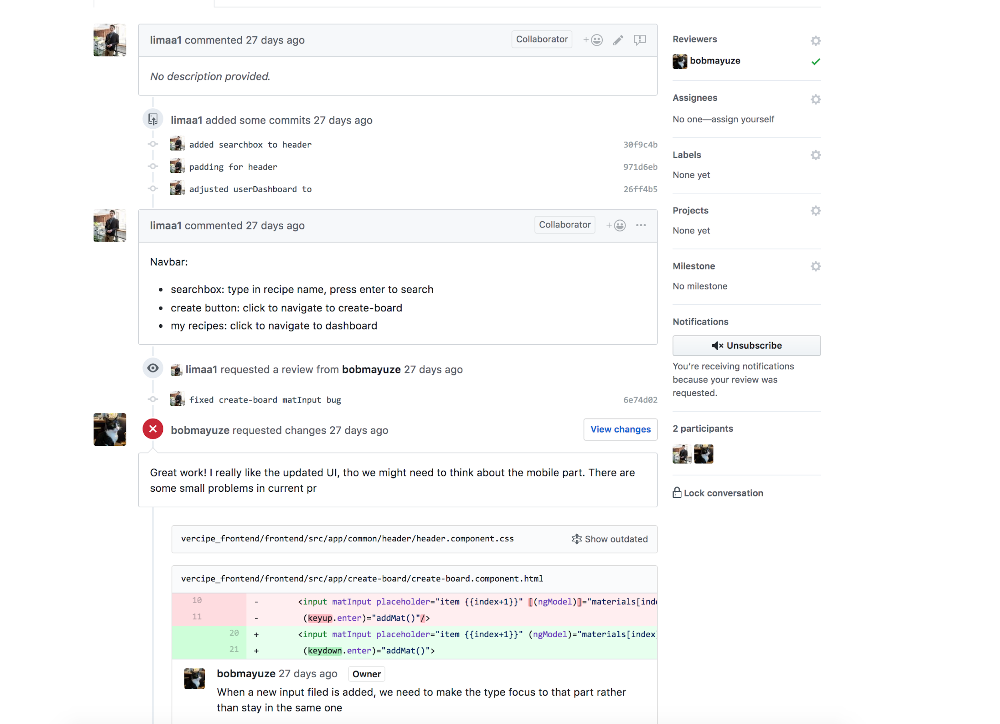 limaa1 commented 27 days ago
Collaborator
No description provided.
limaa1 added some commits 27 days ago
added searchbox to header 30f9c4b
padding for header 971d6eb
adjusted userDashboard to 26ff4b5
limaa1 commented 27 days ago
Collaborator
Navbar:
searchbox: type in recipe name, press enter to search
create button: click to navigate to create-board
my recipes: click to navigate to dashboard
limaa1 requested a review from bobmayuze 27 days ago
fixed create-board matInput bug 6e74d02
bobmayuze requested changes 27 days ago
View changes
Great work! I really like the updated UI, tho we might need to think about the mobile part. There are
some small problems in current pr
vercipe_frontend/frontend/src/app/common/header/header.component.css
Show outdated
vercipe_frontend/frontend/src/app/create-board/create-board.component.html
10 - <input matInput placeholder="item {{index+1}}" [(ngModel)]="materials[inde
11 - (keyup.enter)="addMat()"/>
20 + <input matInput placeholder="item {{index+1}}" (ngModel)="materials[index]
21 + (keydown.enter)="addMat()">
bobmayuze 27 days ago Owner
When a new input filed is added, we need to make the type focus to that part rather
than stay in the same one
Reviewers
bobmayuze
Assignees
No one—assign yourself
Labels
None yet
Projects
None yet
Milestone
No milestone
Notifications
Unsubscribe
You’re receiving notifications
because your review was
requested.
2 participants
Lock conversation